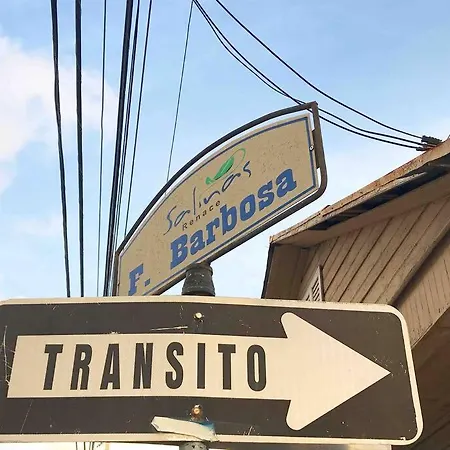 Salinas
Renace
F. Barbosa
TRANSITO